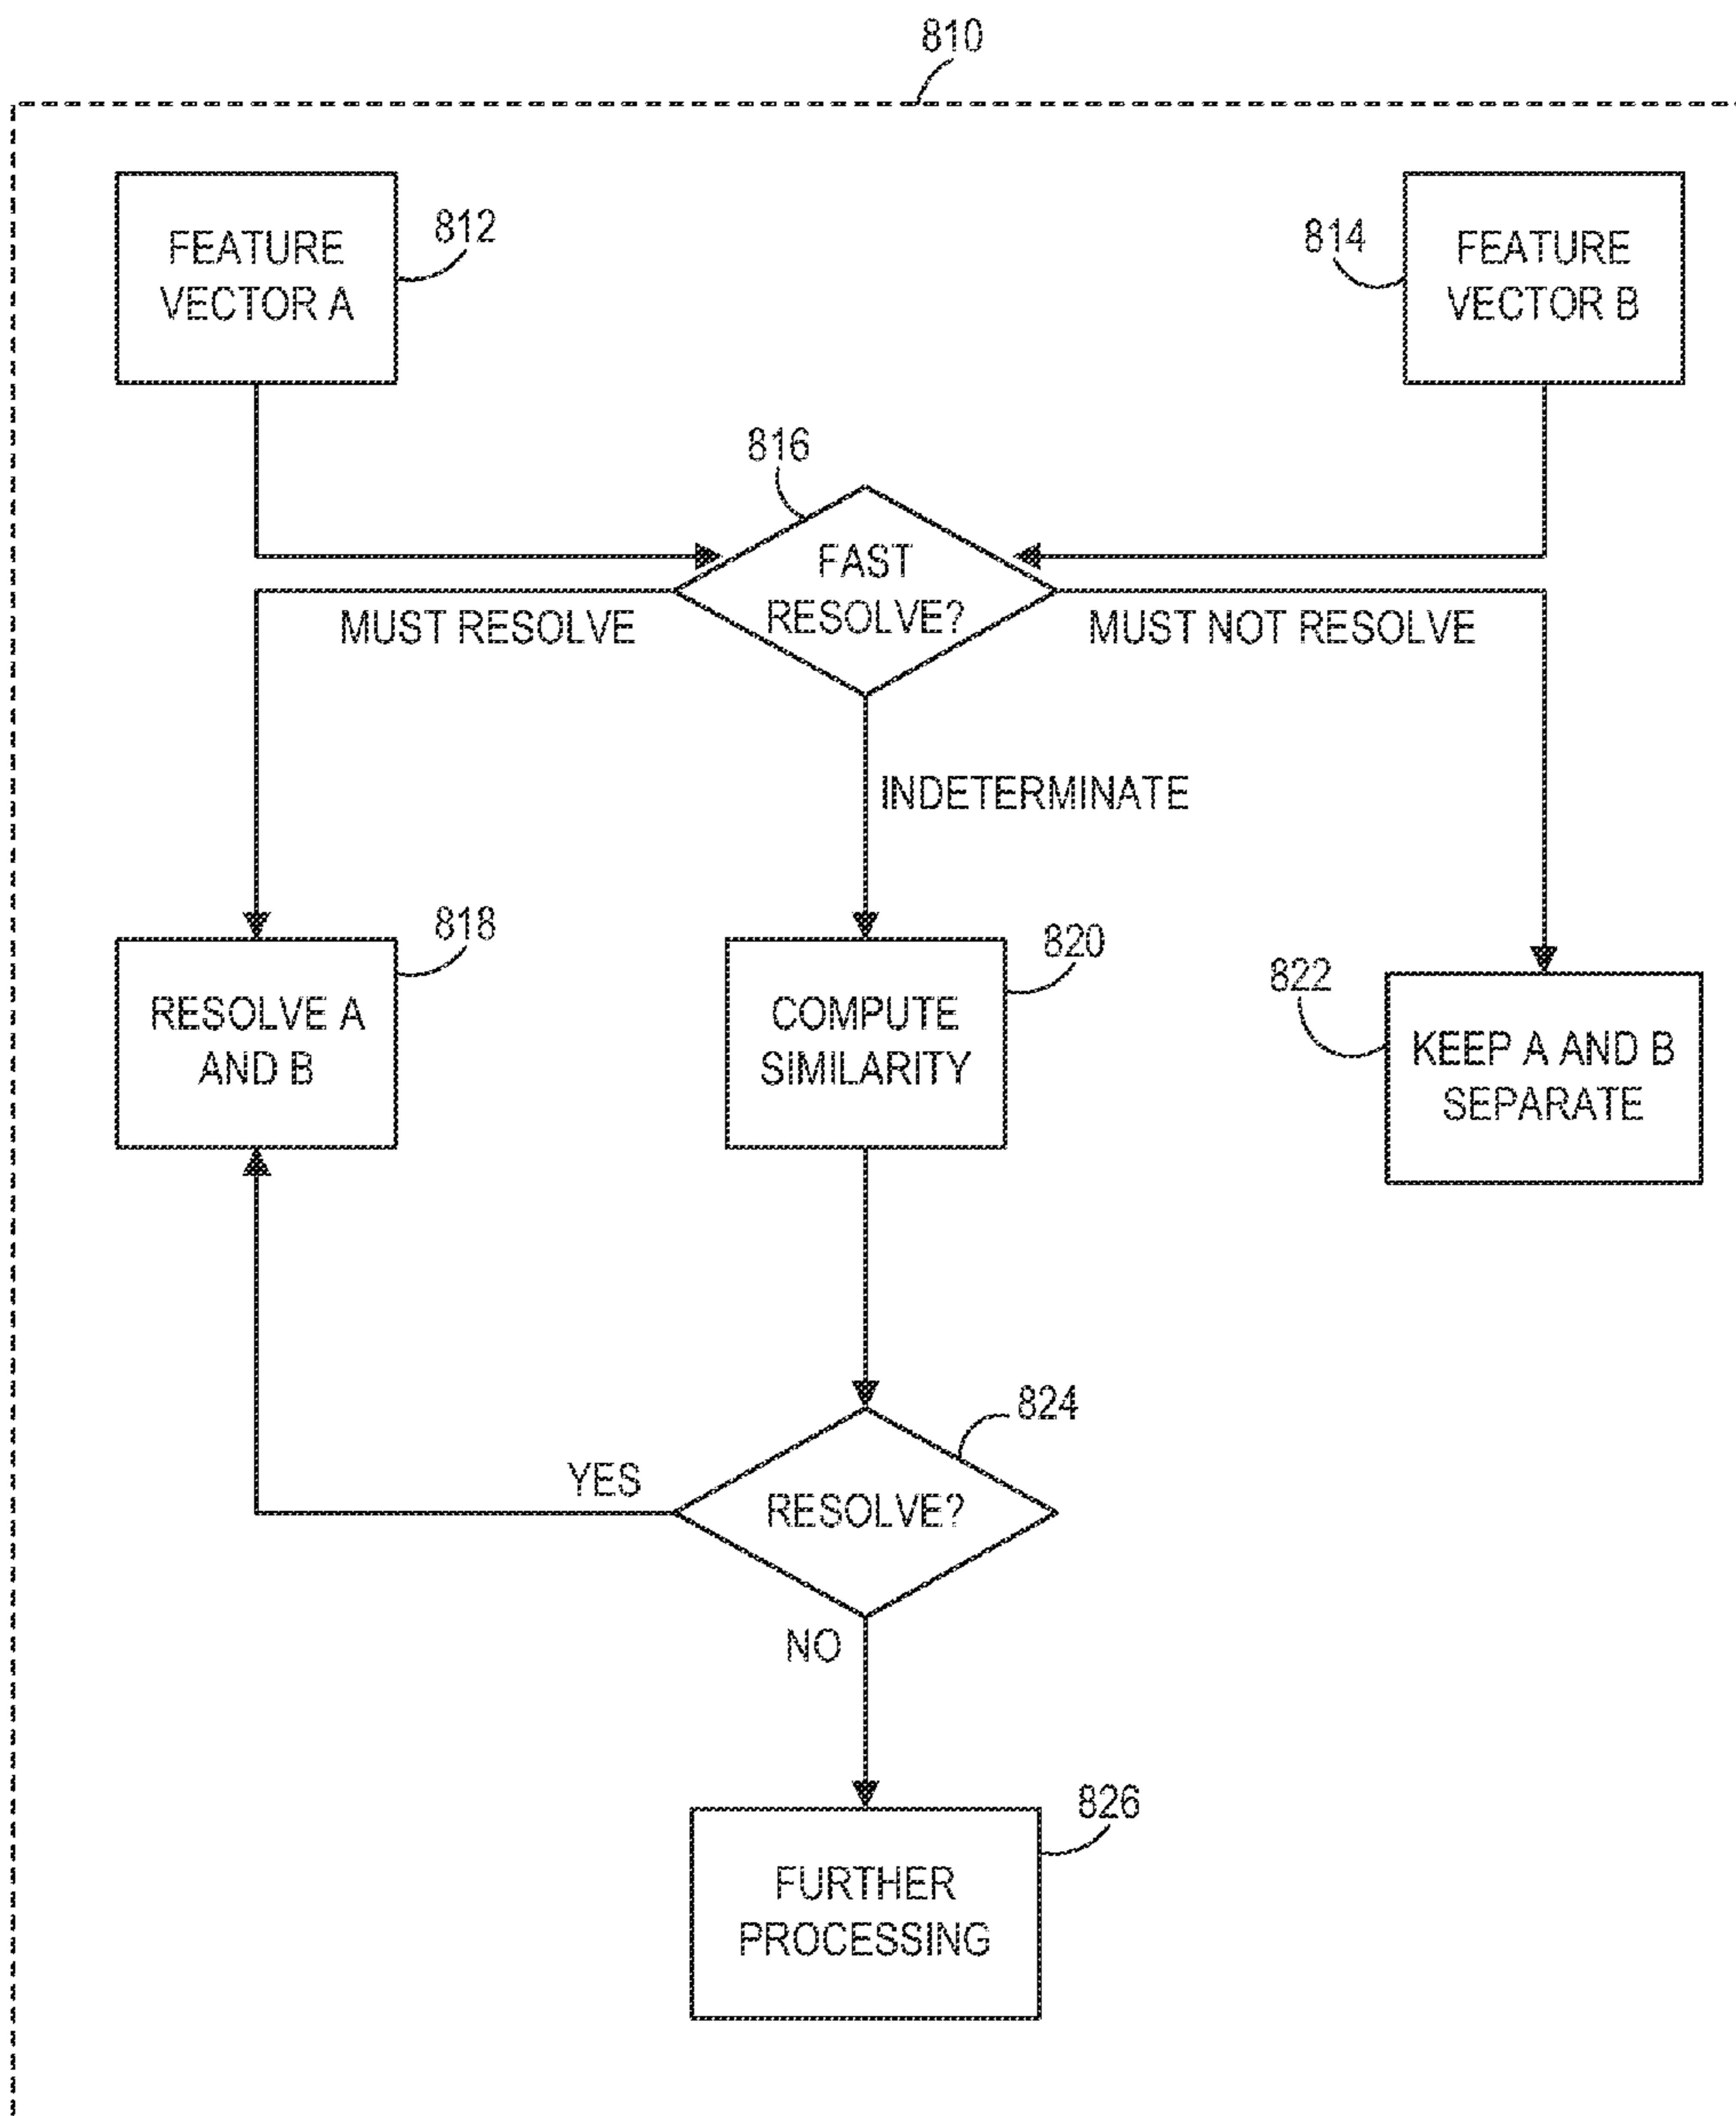 810
FEATURE
VECTOR A
812
814
FEATURE
VECTOR B
816
FAST
RESOLVE?
MUST RESOLVE
MUST NOT RESOLVE
INDETERMINATE
818
RESOLVE A
AND B
820
COMPUTE
SIMILARITY
822
KEEP A AND B
SEPARATE
824
YES
RESOLVE?
NO
826
FURTHER
PROCESSING